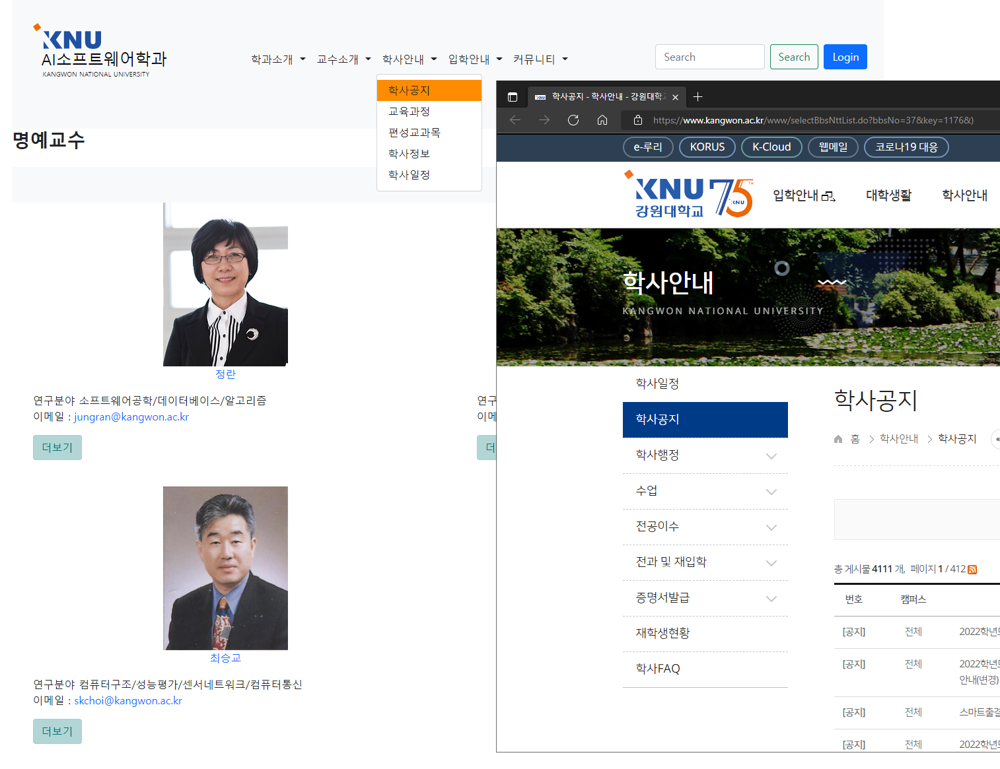 KNU
AI소프트웨어학과
KANGWON NATIONAL UNIVERSITY
학과소개
교수소개
학사안내
입학안내
커뮤니티
Search
Search
Login
학사공지
교육과정
편성교과목
학사정보
학사일정
명예교수
정란
연구분야 소프트웨어공학/데이터베이스/알고리즘
이메일 : jungran@kangwon.ac.kr
더보기
최승교
연구분야 컴퓨터구조/성능평가/센서네트워크/컴퓨터통신
이메일 : skchoi@kangwon.ac.kr
더보기
연구
이메
더
학사공지 - 학사안내 - 강원대학교
https://www.kangwon.ac.kr/www/selectBbsNttList.do?bbsNo=37&key=1176&)
e-루리
KORUS
K-Cloud
웹메일
코로나19 대응
KNU 75
TM
KNU
강원대학교
입학안내
대학생활
학사안내
학사안내
KANGWON NATIONAL UNIVERSITY
학사일정
학사공지
학사행정
수업
전공이수
전과 및 재입학
증명서발급
재학생현황
학사FAQ
학사공지
홈 > 학사안내 > 학사공지
총 게시물 4111 개, 페이지 1 / 412
번호 캠퍼스
[공지] 전체 2022학년도
[공지] 전체 2022학년도
안내(변경)
[공지] 전체 스마트출결
[공지] 전체 2022학년도